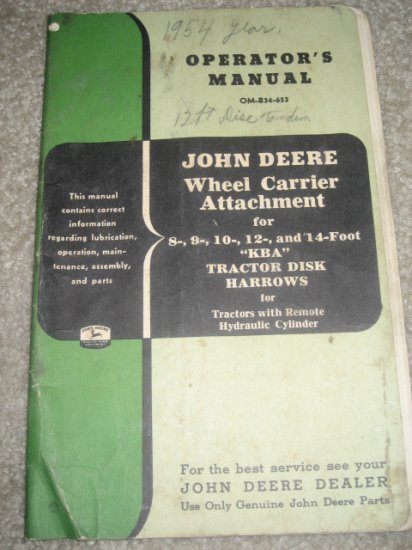 1954 year.
OPERATOR'S
MANUAL
OM-B34-653
12 ft Disc tandem
JOHN DEERE
Wheel Carrier
Attachment
for
8-, 9-, 10-, 12-, and 14-Foot
"KBA"
TRACTOR DISK
HARROWS
for
Tractors with Remote
Hydraulic Cylinder
This manual
contains correct
information
regarding lubrication,
operation, main-
tenance, assembly,
and parts
JOHN DEERE
For the best service see your
JOHN DEERE DEALER
Use Only Genuine John Deere Parts